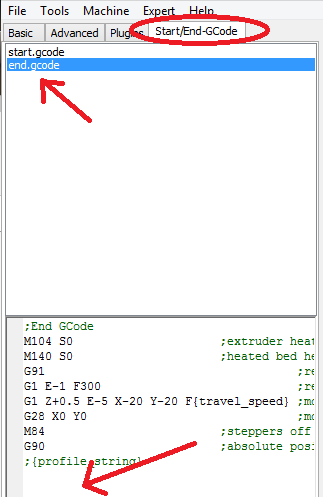 File Tools Machine Expert Help
Basic Advanced Plugins Start/End-GCode
start.gcode
end.gcode
;End GCode
M104 S0 ;extruder heat
M140 S0 ;heated bed he
G91 ;re
G1 E-1 F300 ;re
G1 Z+0.5 E-5 X-20 Y-20 F{travel_speed} ;mo
G28 X0 Y0 ;mo
M84 ;steppers off
G90 ;absolute posi
;{profile_string}